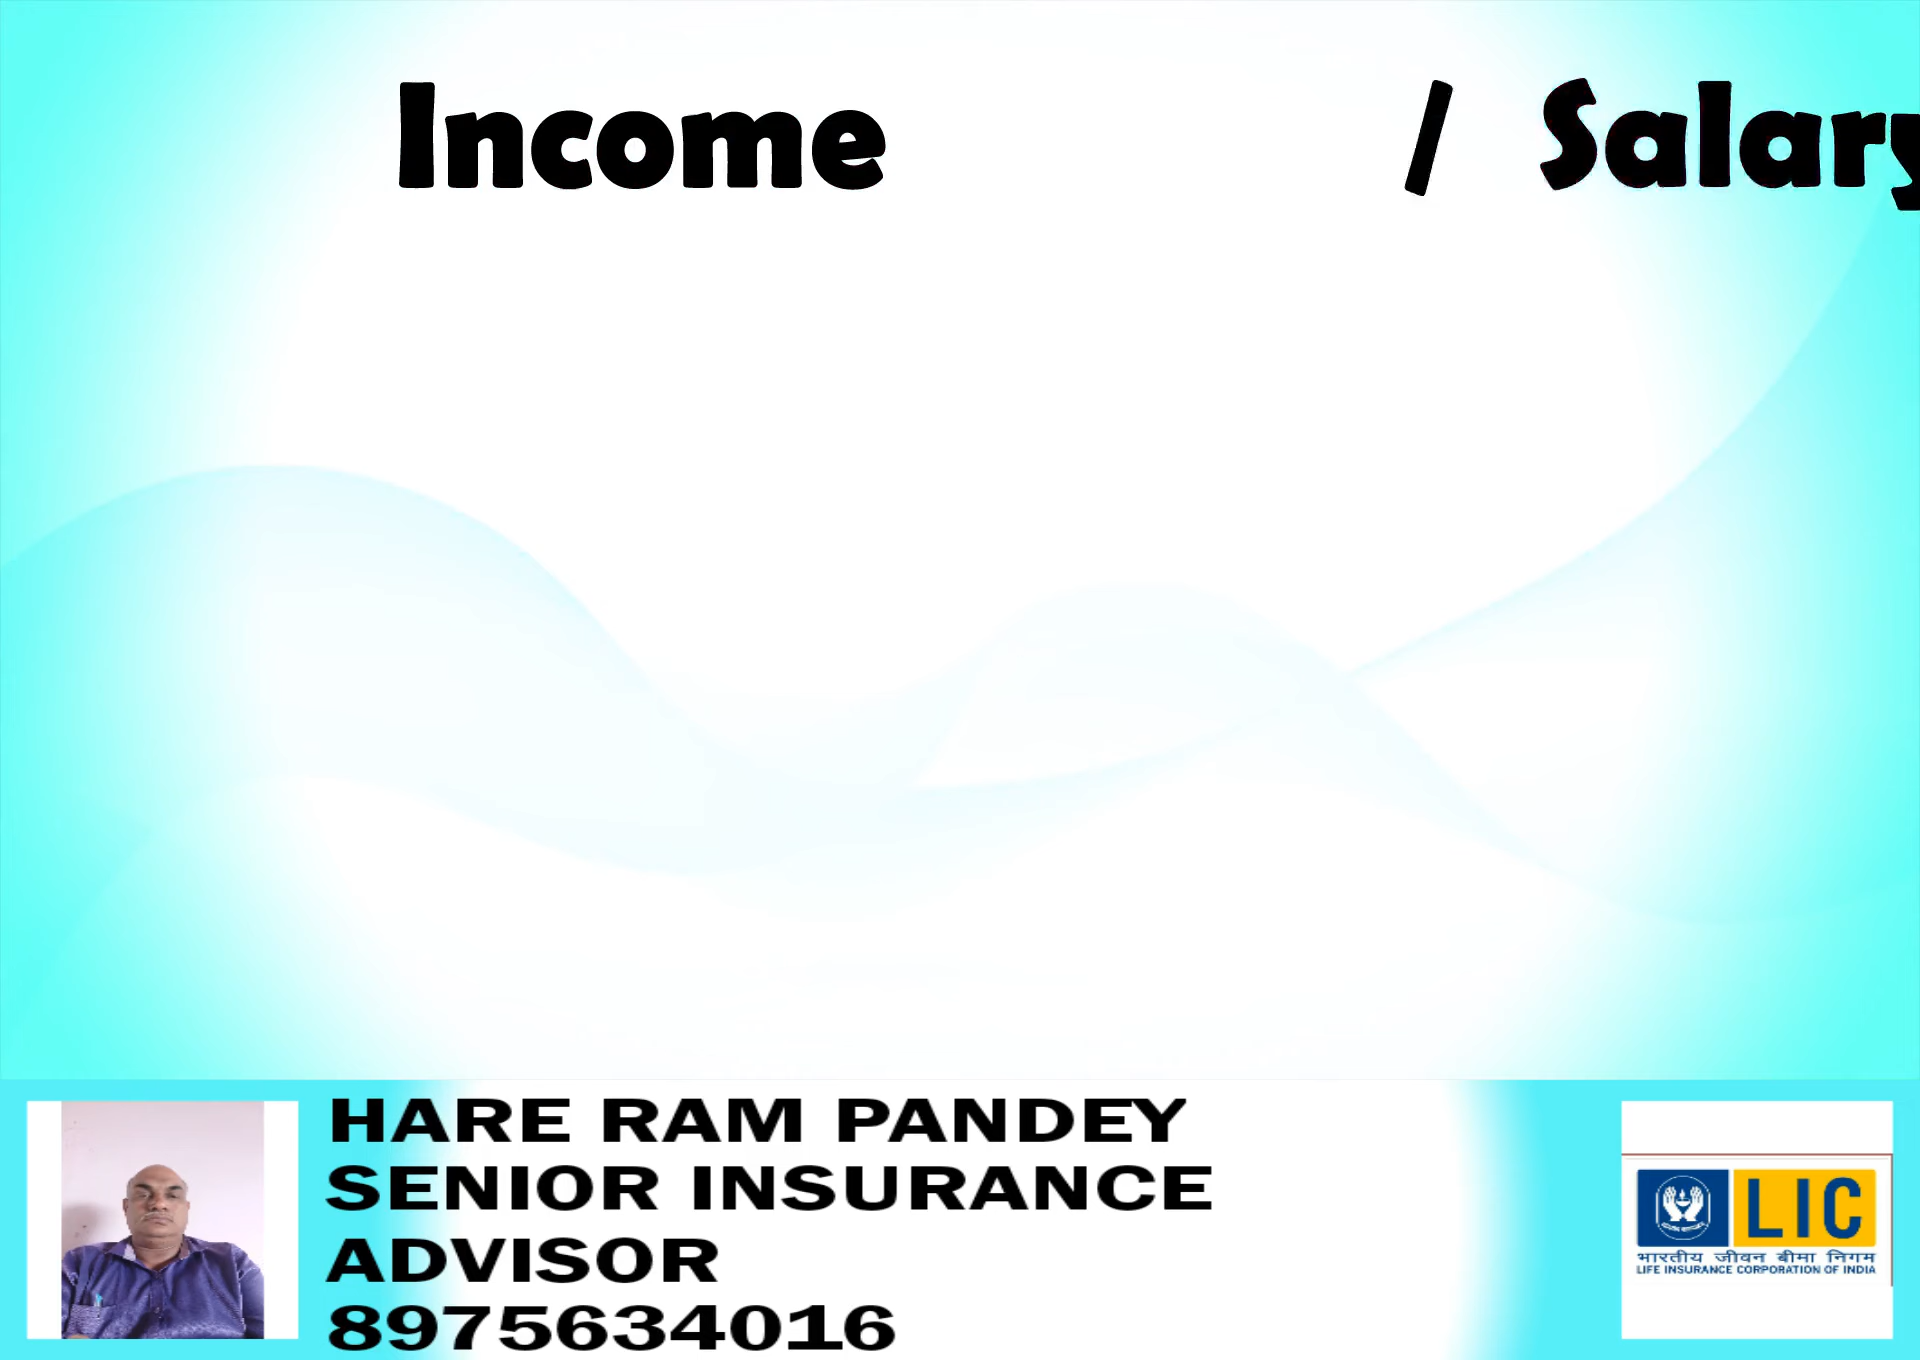 Income / Salary
HARE RAM PANDEY
SENIOR INSURANCE
ADVISOR
8975634016
LIC
भारतीय जीवन बीमा निगम
LIFE INSURANCE CORPORATION OF INDIA